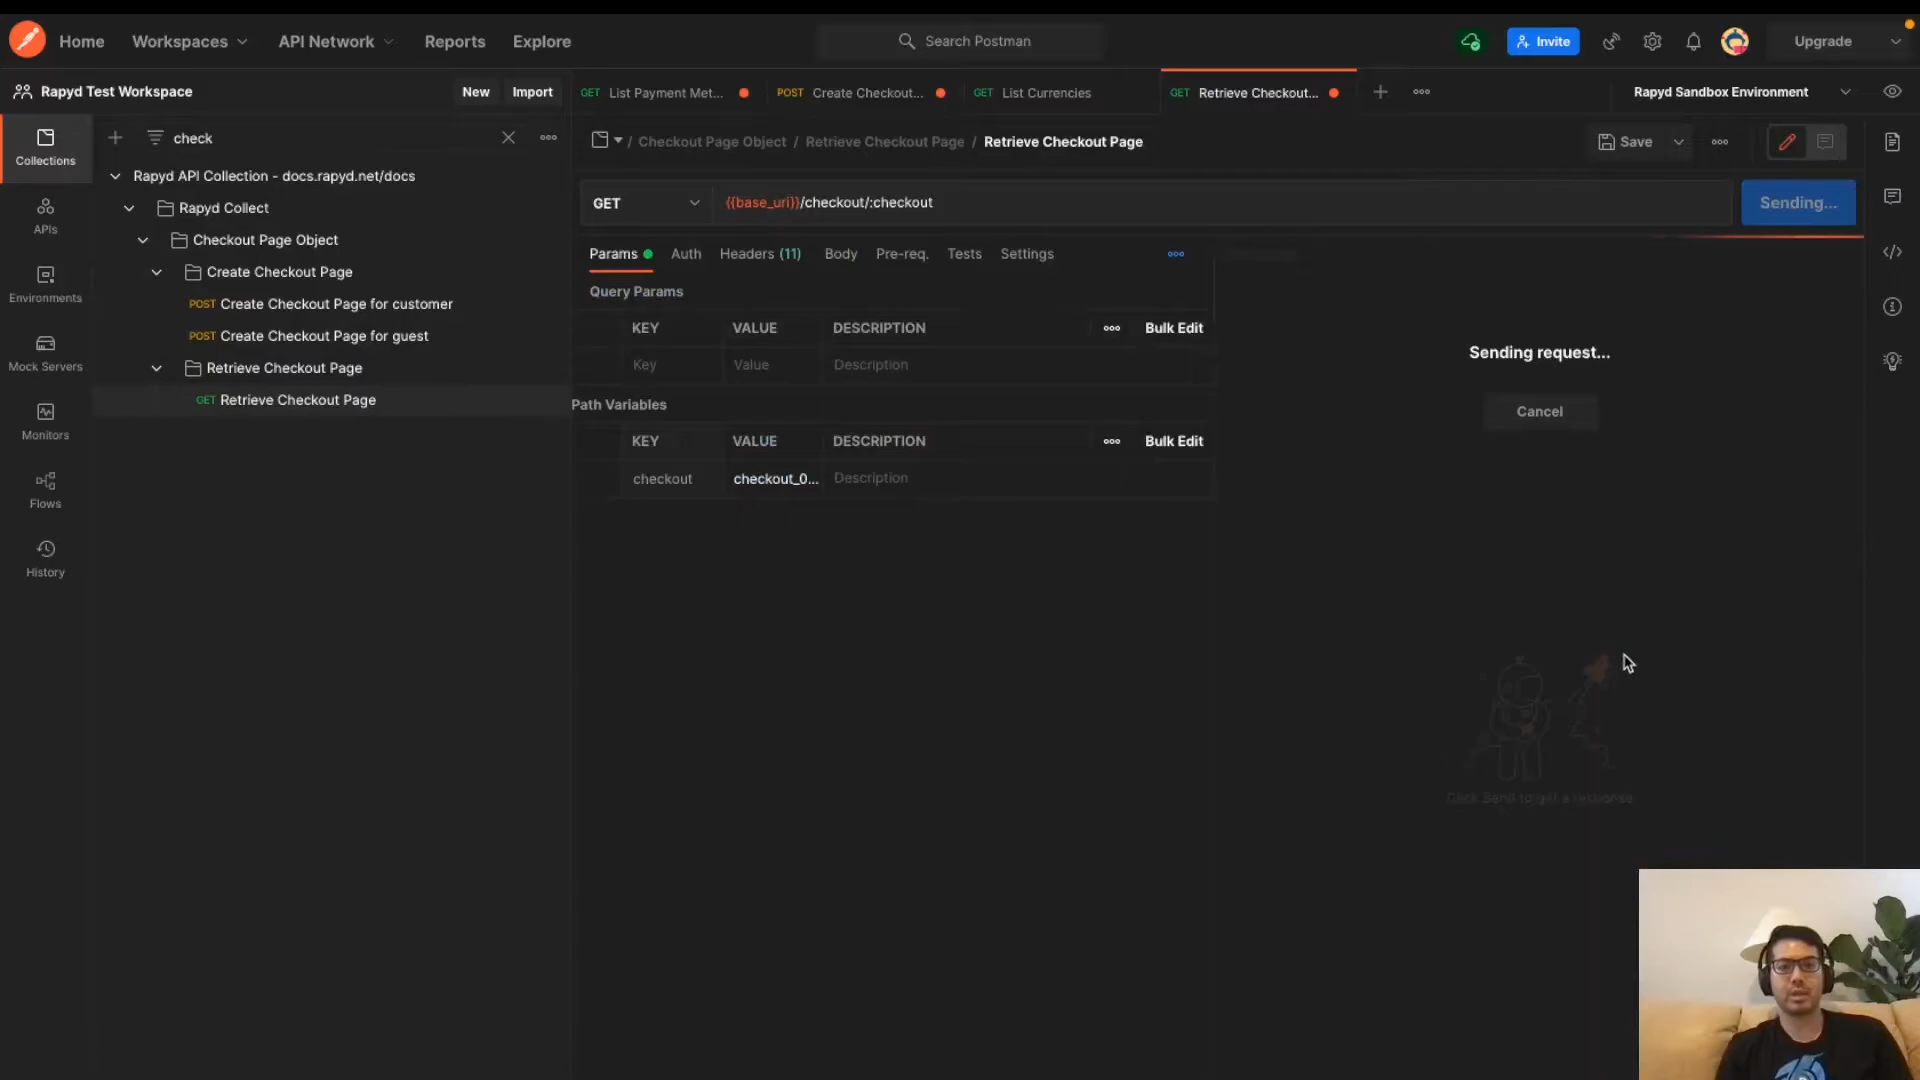 Home Workspaces API Network Reports Explore Search Postman Invite Upgrade
Rapyd Test Workspace New Import GET List Payment Met... POST Create Checkout... GET List Currencies GET Retrieve Checkout... Rapyd Sandbox Environment
check
Checkout Page Object / Retrieve Checkout Page / Retrieve Checkout Page Save
Collections
Rapyd API Collection - docs.rapyd.net/docs
Rapyd Collect
GET {{base_uri}}/checkout/:checkout Sending...
APIs
Checkout Page Object
Params Auth Headers (11) Body Pre-req. Tests Settings
Create Checkout Page
Environments
Query Params
POST Create Checkout Page for customer
KEY VALUE DESCRIPTION Bulk Edit
POST Create Checkout Page for guest
Sending request...
Mock Servers
Retrieve Checkout Page
Key Value Description
GET Retrieve Checkout Page
Path Variables
Cancel
Monitors
KEY VALUE DESCRIPTION Bulk Edit
checkout checkout_0... Description
Flows
History
Click Send to get a response